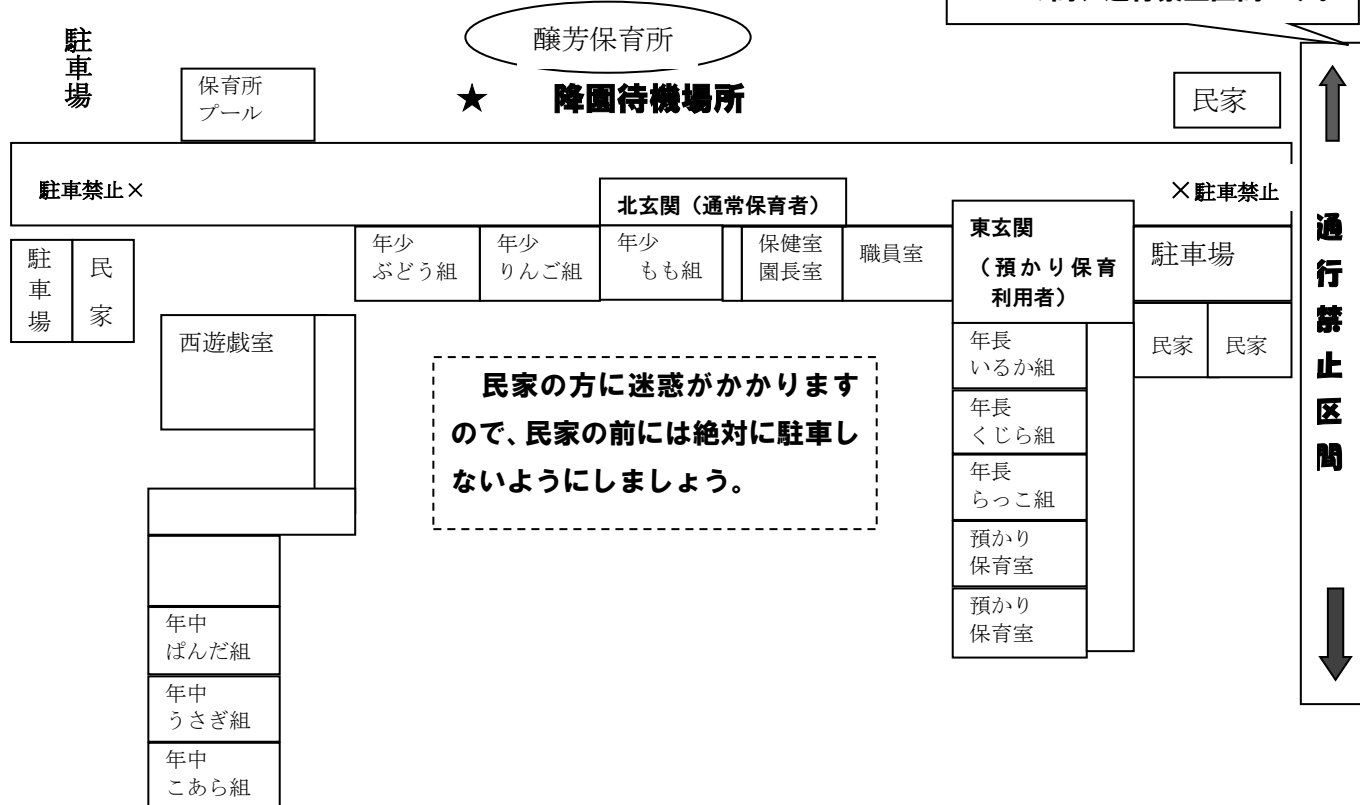 醸芳保育所
駐車場
保育所
プール
★ 降園待機場所
民家
駐車禁止×
×駐車禁止
北玄関（通常保育者）
東玄関
（預かり保育
利用者）
駐車場
民家
年少
ぶどう組
年少
りんご組
年少
もも組
保健室
園長室
職員室
駐車場
民家
民家
通行禁止区間
西遊戯室
民家の方に迷惑がかかります
ので、民家の前には絶対に駐車し
ないようにしましょう。
年長
いるか組
年長
くじら組
年長
らっこ組
預かり
保育室
預かり
保育室
年中
ぱんだ組
年中
うさぎ組
年中
こあら組